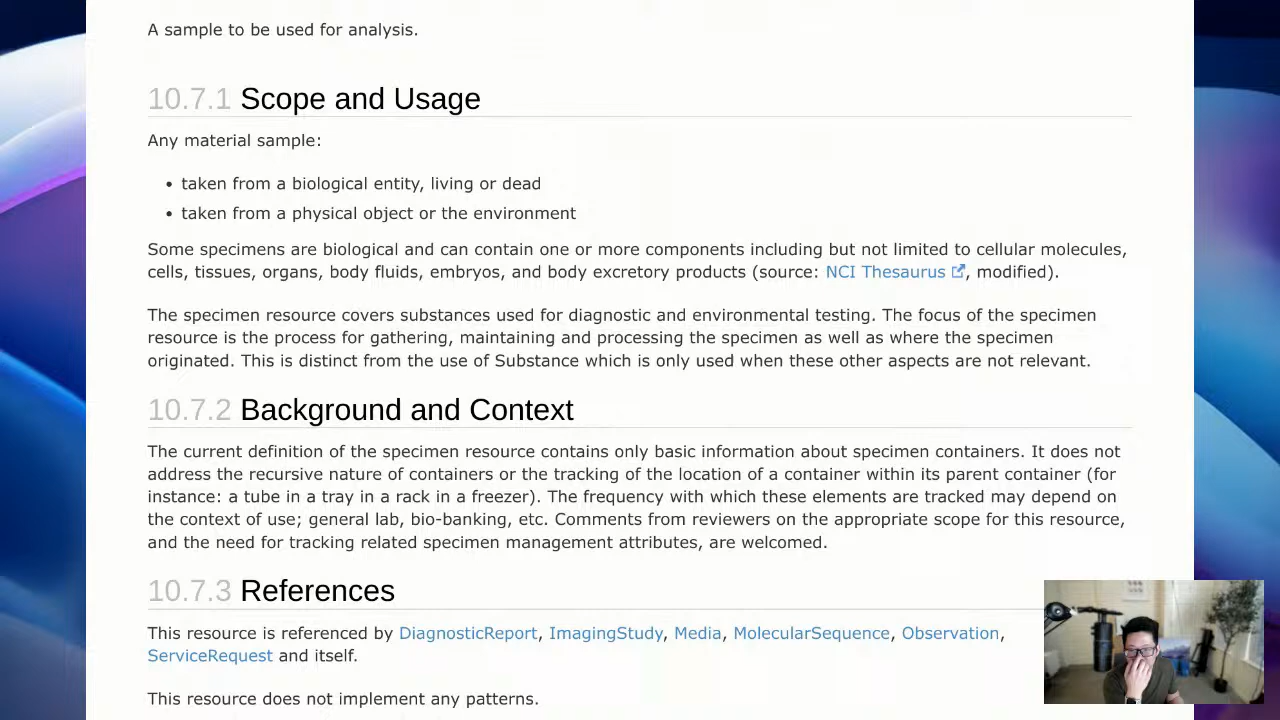 A sample to be used for analysis.
10.7.1 Scope and Usage
Any material sample:
• taken from a biological entity, living or dead
• taken from a physical object or the environment
Some specimens are biological and can contain one or more components including but not limited to cellular molecules,
cells, tissues, organs, body fluids, embryos, and body excretory products (source: NCI Thesaurus, modified).
The specimen resource covers substances used for diagnostic and environmental testing. The focus of the specimen
resource is the process for gathering, maintaining and processing the specimen as well as where the specimen
originated. This is distinct from the use of Substance which is only used when these other aspects are not relevant.
10.7.2 Background and Context
The current definition of the specimen resource contains only basic information about specimen containers. It does not
address the recursive nature of containers or the tracking of the location of a container within its parent container (for
instance: a tube in a tray in a rack in a freezer). The frequency with which these elements are tracked may depend on
the context of use; general lab, bio-banking, etc. Comments from reviewers on the appropriate scope for this resource,
and the need for tracking related specimen management attributes, are welcomed.
10.7.3 References
This resource is referenced by DiagnosticReport, ImagingStudy, Media, MolecularSequence, Observation,
ServiceRequest and itself.
This resource does not implement any patterns.